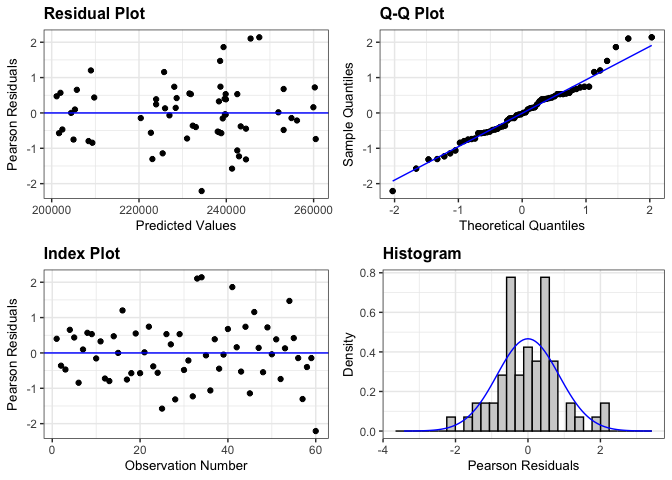 Residual Plot
Pearson Residuals
2
1
0
-1
-2
200000 220000 240000 260000
Predicted Values
Q-Q Plot
Sample Quantiles
2
1
0
-1
-2
-2 -1 0 1 2
Theoretical Quantiles
Index Plot
Pearson Residuals
2
1
0
-1
-2
0 20 40 60
Observation Number
Histogram
Density
0.8
0.6
0.4
0.2
0.0
-4 -2 0 2
Pearson Residuals